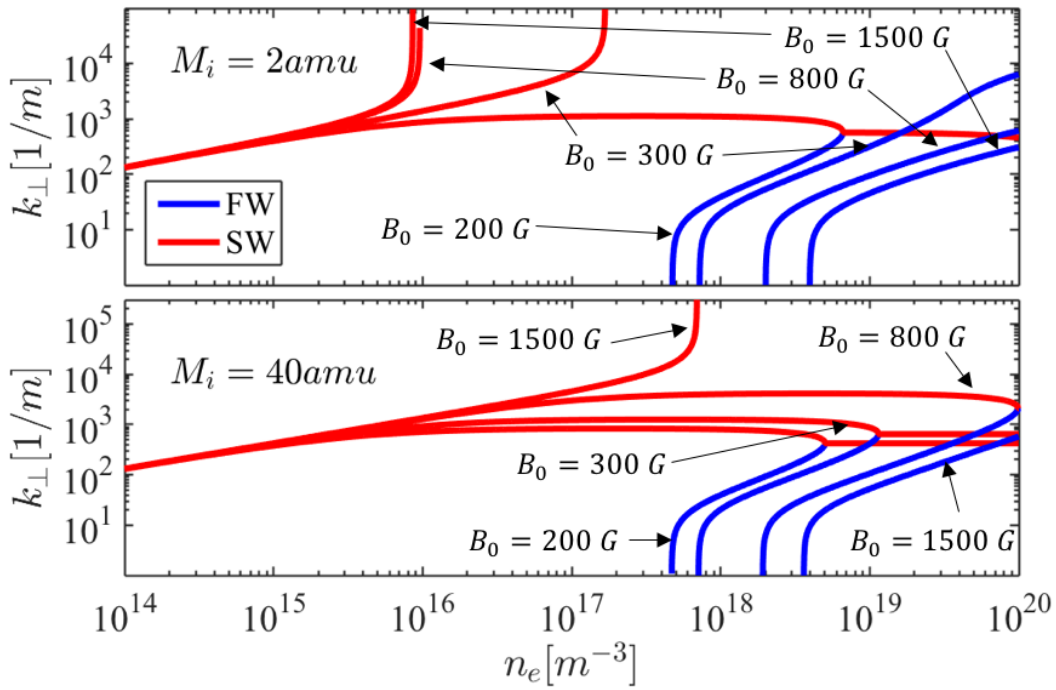 10^4
10^3
10^2
10^1
k_⊥[1/m]
M_i = 2amu
B_0 = 1500 G
B_0 = 800 G
B_0 = 300 G
B_0 = 200 G
FW
SW
10^5
10^4
10^3
10^2
10^1
k_⊥[1/m]
M_i = 40amu
B_0 = 1500 G
B_0 = 800 G
B_0 = 300 G
B_0 = 200 G
B_0 = 1500 G
10^14 10^15 10^16 10^17 10^18 10^19 10^20
n_e[m^−3]